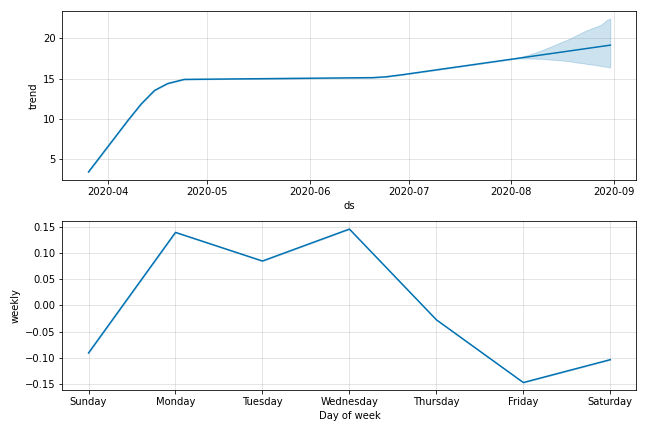 20
15
10
5
trend
2020-04 2020-05 2020-06 2020-07 2020-08 2020-09
ds
0.15
0.10
0.05
0.00
−0.05
−0.10
−0.15
weekly
Sunday Monday Tuesday Wednesday Thursday Friday Saturday
Day of week